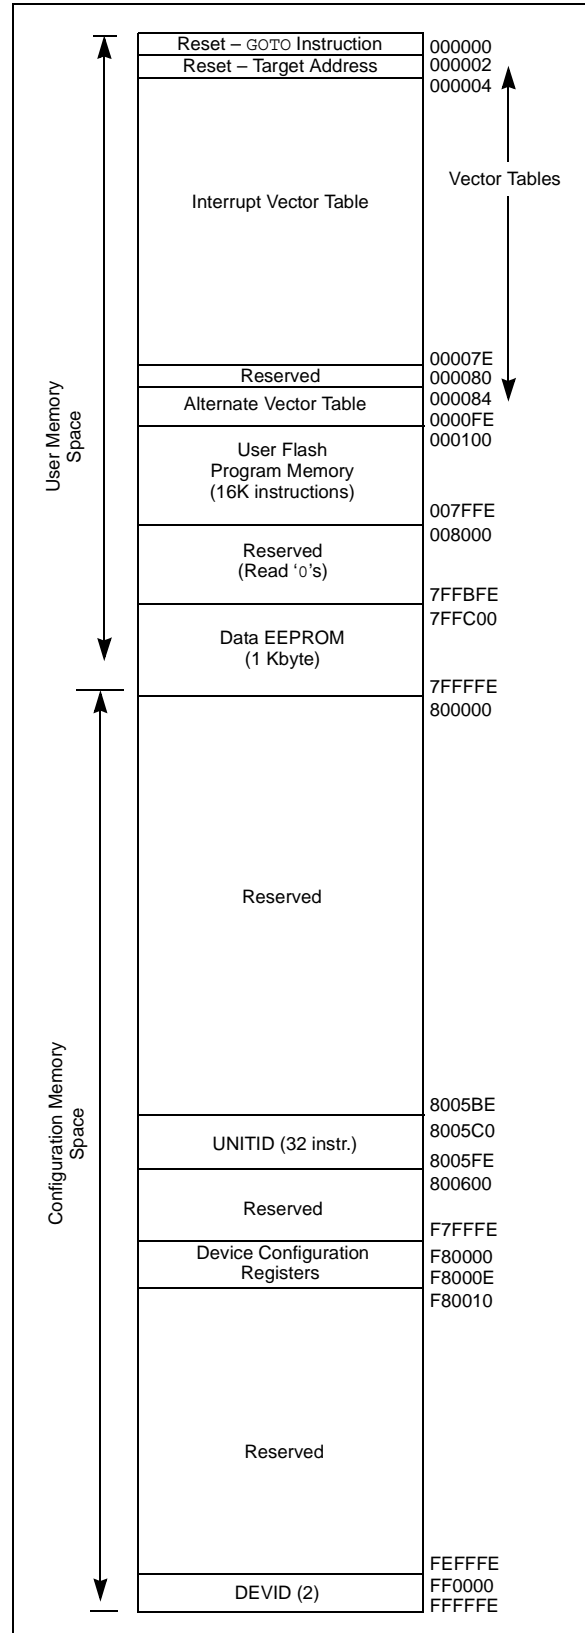 Reset – GOTO Instruction
000000
Reset – Target Address
000002
000004
Vector Tables
Interrupt Vector Table
00007E
Reserved
000080
Alternate Vector Table
000084
0000FE
000100
User Memory
Space
User Flash
Program Memory
(16K instructions)
007FFE
008000
Reserved
(Read ‘0’s)
7FFBFE
7FFC00
Data EEPROM
(1 Kbyte)
7FFFFE
800000
Reserved
Configuration Memory
Space
8005BE
UNITID (32 instr.)
8005C0
8005FE
800600
Reserved
F7FFFE
Device Configuration
Registers
F80000
F8000E
F80010
Reserved
FEFFFE
DEVID (2)
FF0000
FFFFFE